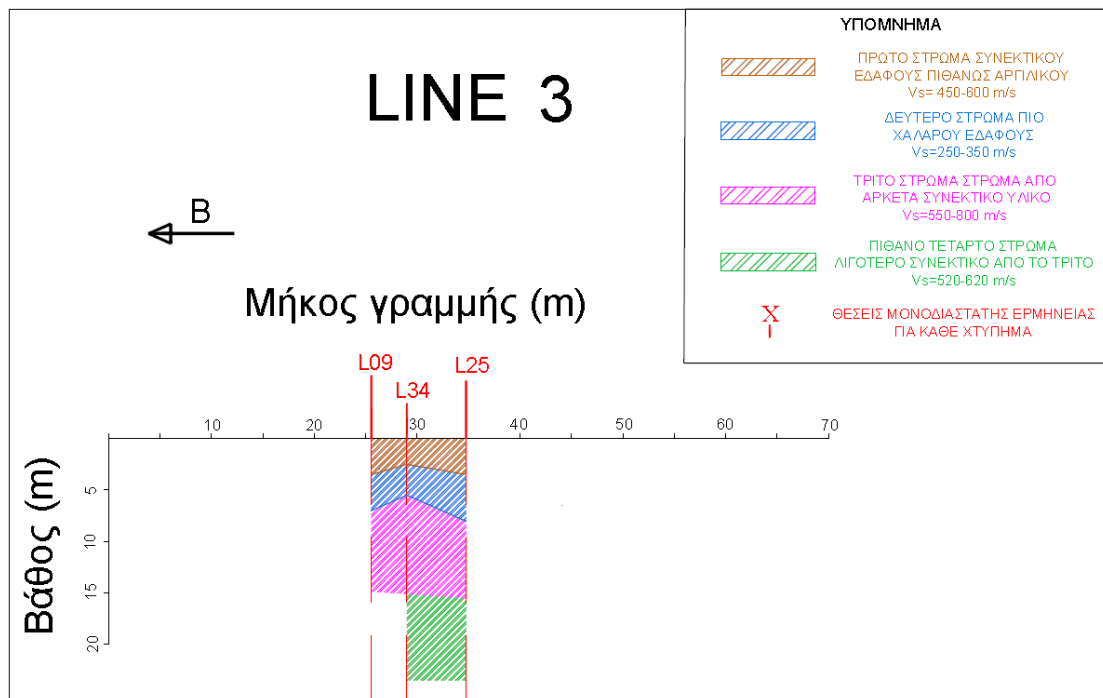 LINE 3
B
Μήκος γραμμής (m)
L09
L34
L25
10
20
30
40
50
60
70
Βάθος (m)
5
10
15
20
ΥΠΟΜΝΗΜΑ
ΠΡΩΤΟ ΣΤΡΩΜΑ ΣΥΝΕΚΤΙΚΟΥ
ΕΔΑΦΟΥΣ ΠΙΘΑΝΩΣ ΑΡΓΙΛΙΚΟΥ
Vs= 450-600 m/s
ΔΕΥΤΕΡΟ ΣΤΡΩΜΑ ΠΙΟ
ΧΑΛΑΡΟΥ ΕΔΑΦΟΥΣ
Vs=250-350 m/s
ΤΡΙΤΟ ΣΤΡΩΜΑ ΣΤΡΩΜΑ ΑΠΟ
ΑΡΚΕΤΑ ΣΥΝΕΚΤΙΚΟ ΥΛΙΚΟ
Vs=550-800 m/s
ΠΙΘΑΝΟ ΤΕΤΑΡΤΟ ΣΤΡΩΜΑ
ΛΙΓΟΤΕΡΟ ΣΥΝΕΚΤΙΚΟ ΑΠΟ ΤΟ ΤΡΙΤΟ
Vs=520-620 m/s
X
ΘΕΣΕΙΣ ΜΟΝΟΔΙΑΣΤΑΤΗΣ ΕΡΜΗΝΕΙΑΣ
ΓΙΑ ΚΑΘΕ ΧΤΥΠΗΜΑ